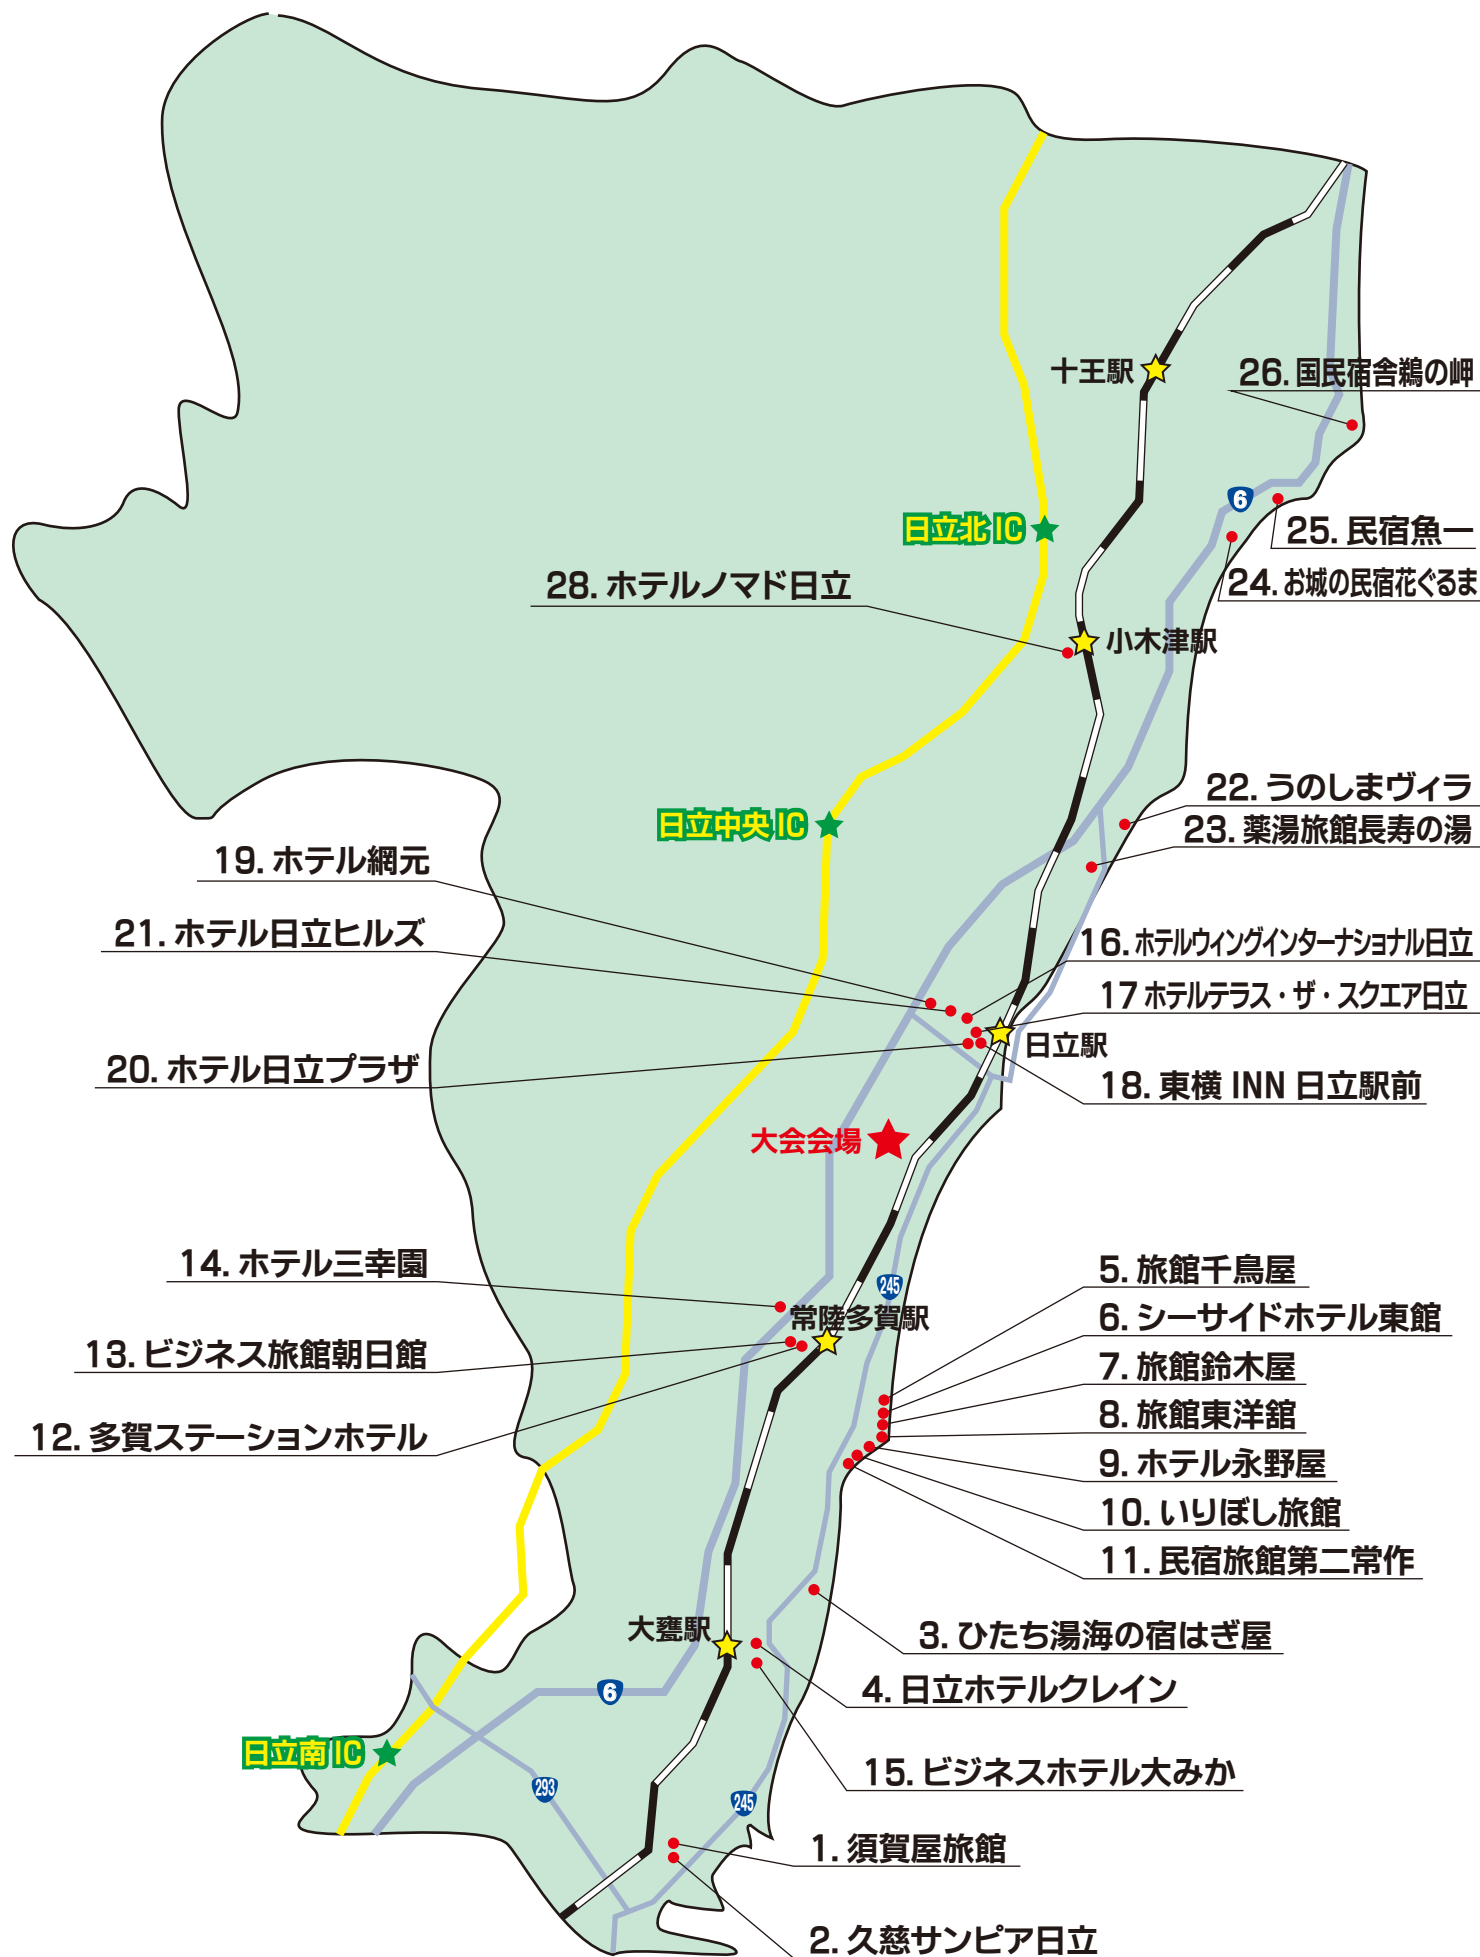 十王駅
26. 国民宿舎鵜の岬
6
日立北 IC
25. 民宿魚一
28. ホテルノマド日立
24. お城の民宿花ぐるま
小木津駅
22. うのしまヴィラ
日立中央 IC
23. 薬湯旅館長寿の湯
19. ホテル網元
21. ホテル日立ヒルズ
16. ホテルウィングインターナショナル日立
17 ホテルテラス・ザ・スクエア日立
日立駅
20. ホテル日立プラザ
18. 東横 INN 日立駅前
大会会場
14. ホテル三幸園
5. 旅館千鳥屋
245
常陸多賀駅
6. シーサイドホテル東館
13. ビジネス旅館朝日館
7. 旅館鈴木屋
8. 旅館東洋舘
12. 多賀ステーションホテル
9. ホテル永野屋
10. いりぼし旅館
11. 民宿旅館第二常作
大甕駅
3. ひたち湯海の宿はぎ屋
6
4. 日立ホテルクレイン
日立南 IC
15. ビジネスホテル大みか
293
245
1. 須賀屋旅館
2. 久慈サンピア日立